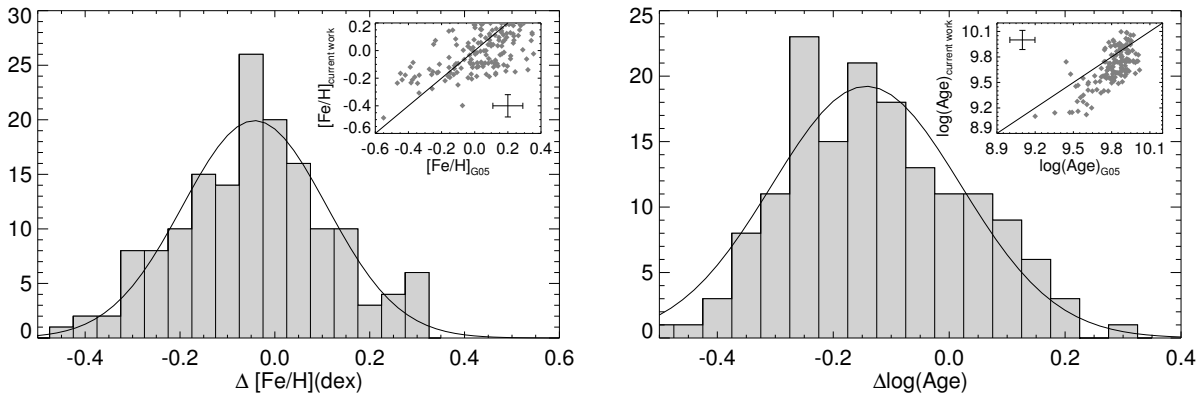 30
25
20
15
10
5
0
-0.4 -0.2 0.0 0.2 0.4 0.6
Δ [Fe/H](dex)
0.2
0.0
-0.2
-0.4
-0.6
-0.6 -0.4 -0.2 0.0 0.2 0.4
[Fe/H]current work
[Fe/H]G05
25
20
15
10
5
0
-0.4 -0.2 0.0 0.2 0.4
Δlog(Age)
10.1
9.8
9.5
9.2
8.9
8.9 9.2 9.5 9.8 10.1
log(Age)current work
log(Age)G05